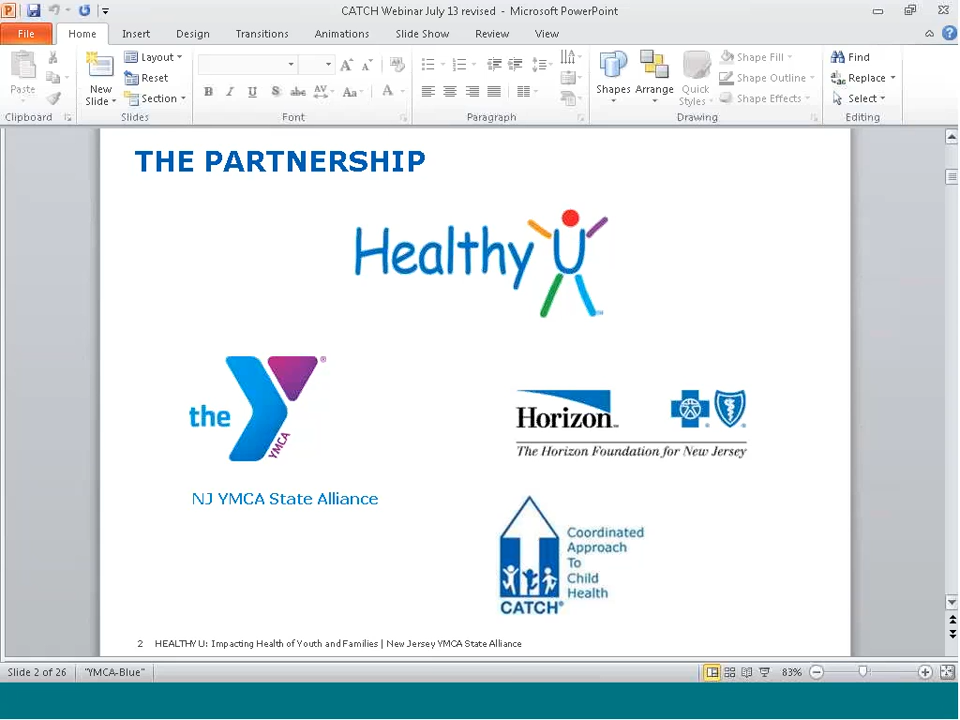 CATCH Webinar July 13 revised - Microsoft PowerPoint
File Home Insert Design Transitions Animations Slide Show Review View
Paste
New Slide
Layout
Reset
Section
B I U S abc AV Aa A
Shapes Arrange Quick Styles
Shape Fill
Shape Outline
Shape Effects
Find
Replace
Select
Clipboard Slides Font Paragraph Drawing Editing
THE PARTNERSHIP
Healthy U
the
YMCA
NJ YMCA State Alliance
Horizon
The Horizon Foundation for New Jersey
Coordinated
Approach
To
Child
Health
CATCH®
2 HEALTHY U: Impacting Health of Youth and Families | New Jersey YMCA State Alliance
Slide 2 of 26 "YMCA-Blue" 83%